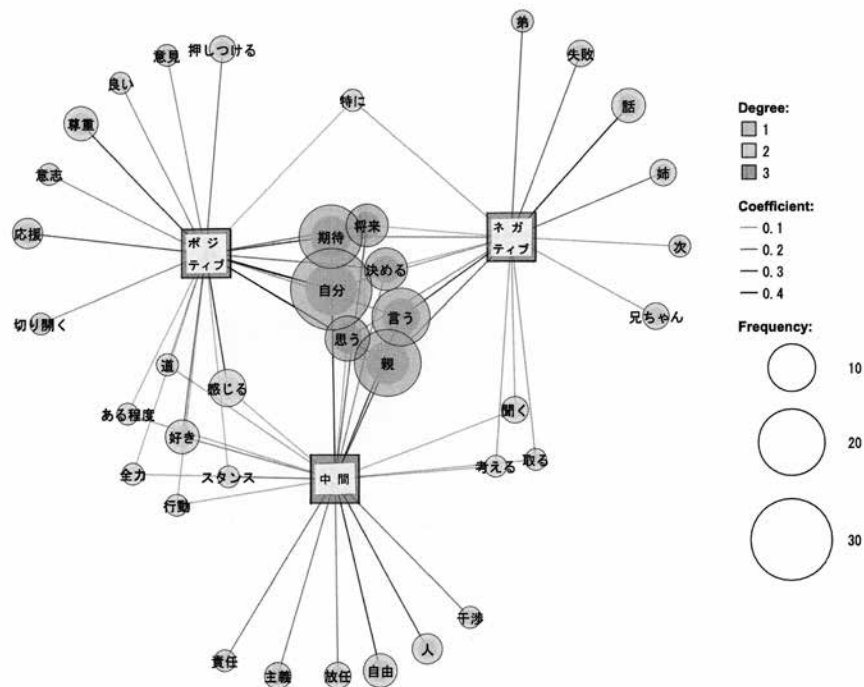 弟
失敗
意見
押しつける
良い
特に
話
尊重
意志
姉
応援
期待
将来
ポジ
ティブ
ネガ
ティブ
次
決める
自分
切り開く
言う
兄ちゃん
思う
道
親
感じる
ある程度
聞く
好き
全力
スタンス
中間
考える
取る
行動
干渉
責任
主義
放任
自由
人
Degree:
1
2
3
Coefficient:
0.1
0.2
0.3
0.4
Frequency:
10
20
30